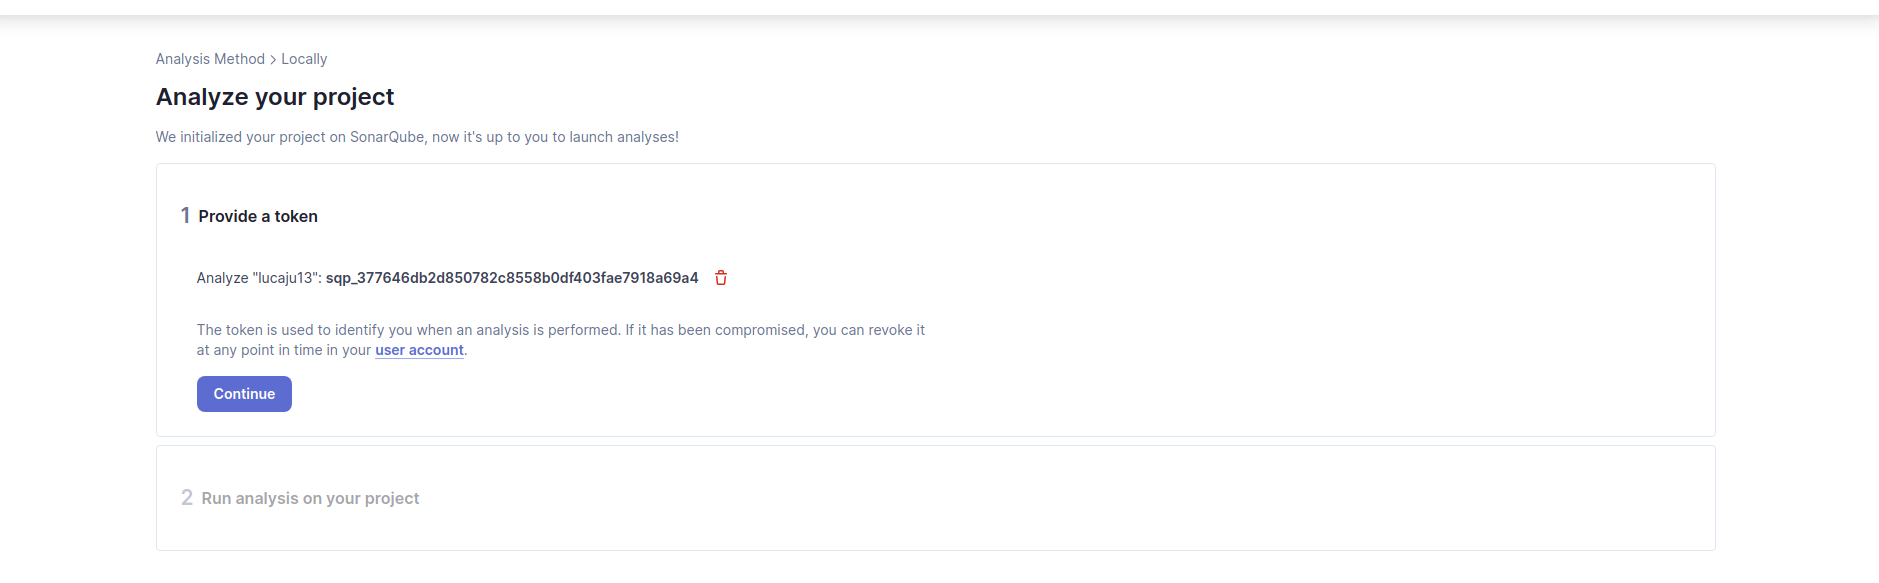 Analysis Method > Locally
Analyze your project
We initialized your project on SonarQube, now it's up to you to launch analyses!
1 Provide a token
Analyze "lucaju13": sqp_377646db2d850782c8558b0df403fae7918a69a4
The token is used to identify you when an analysis is performed. If it has been compromised, you can revoke it
at any point in time in your user account.
Continue
2 Run analysis on your project